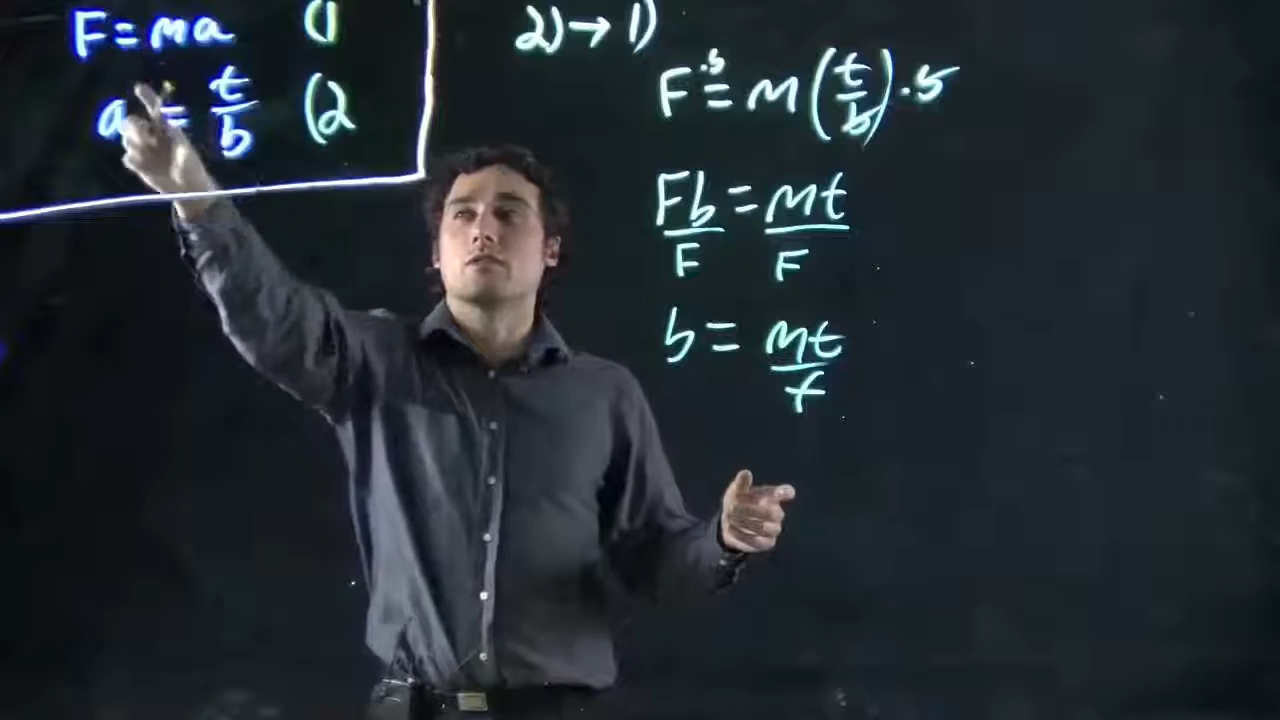 F = ma (1
a = t/b (2
2) → 1)
F·b = m(t/b)·b
Fb/F = mt/F
b = mt/f